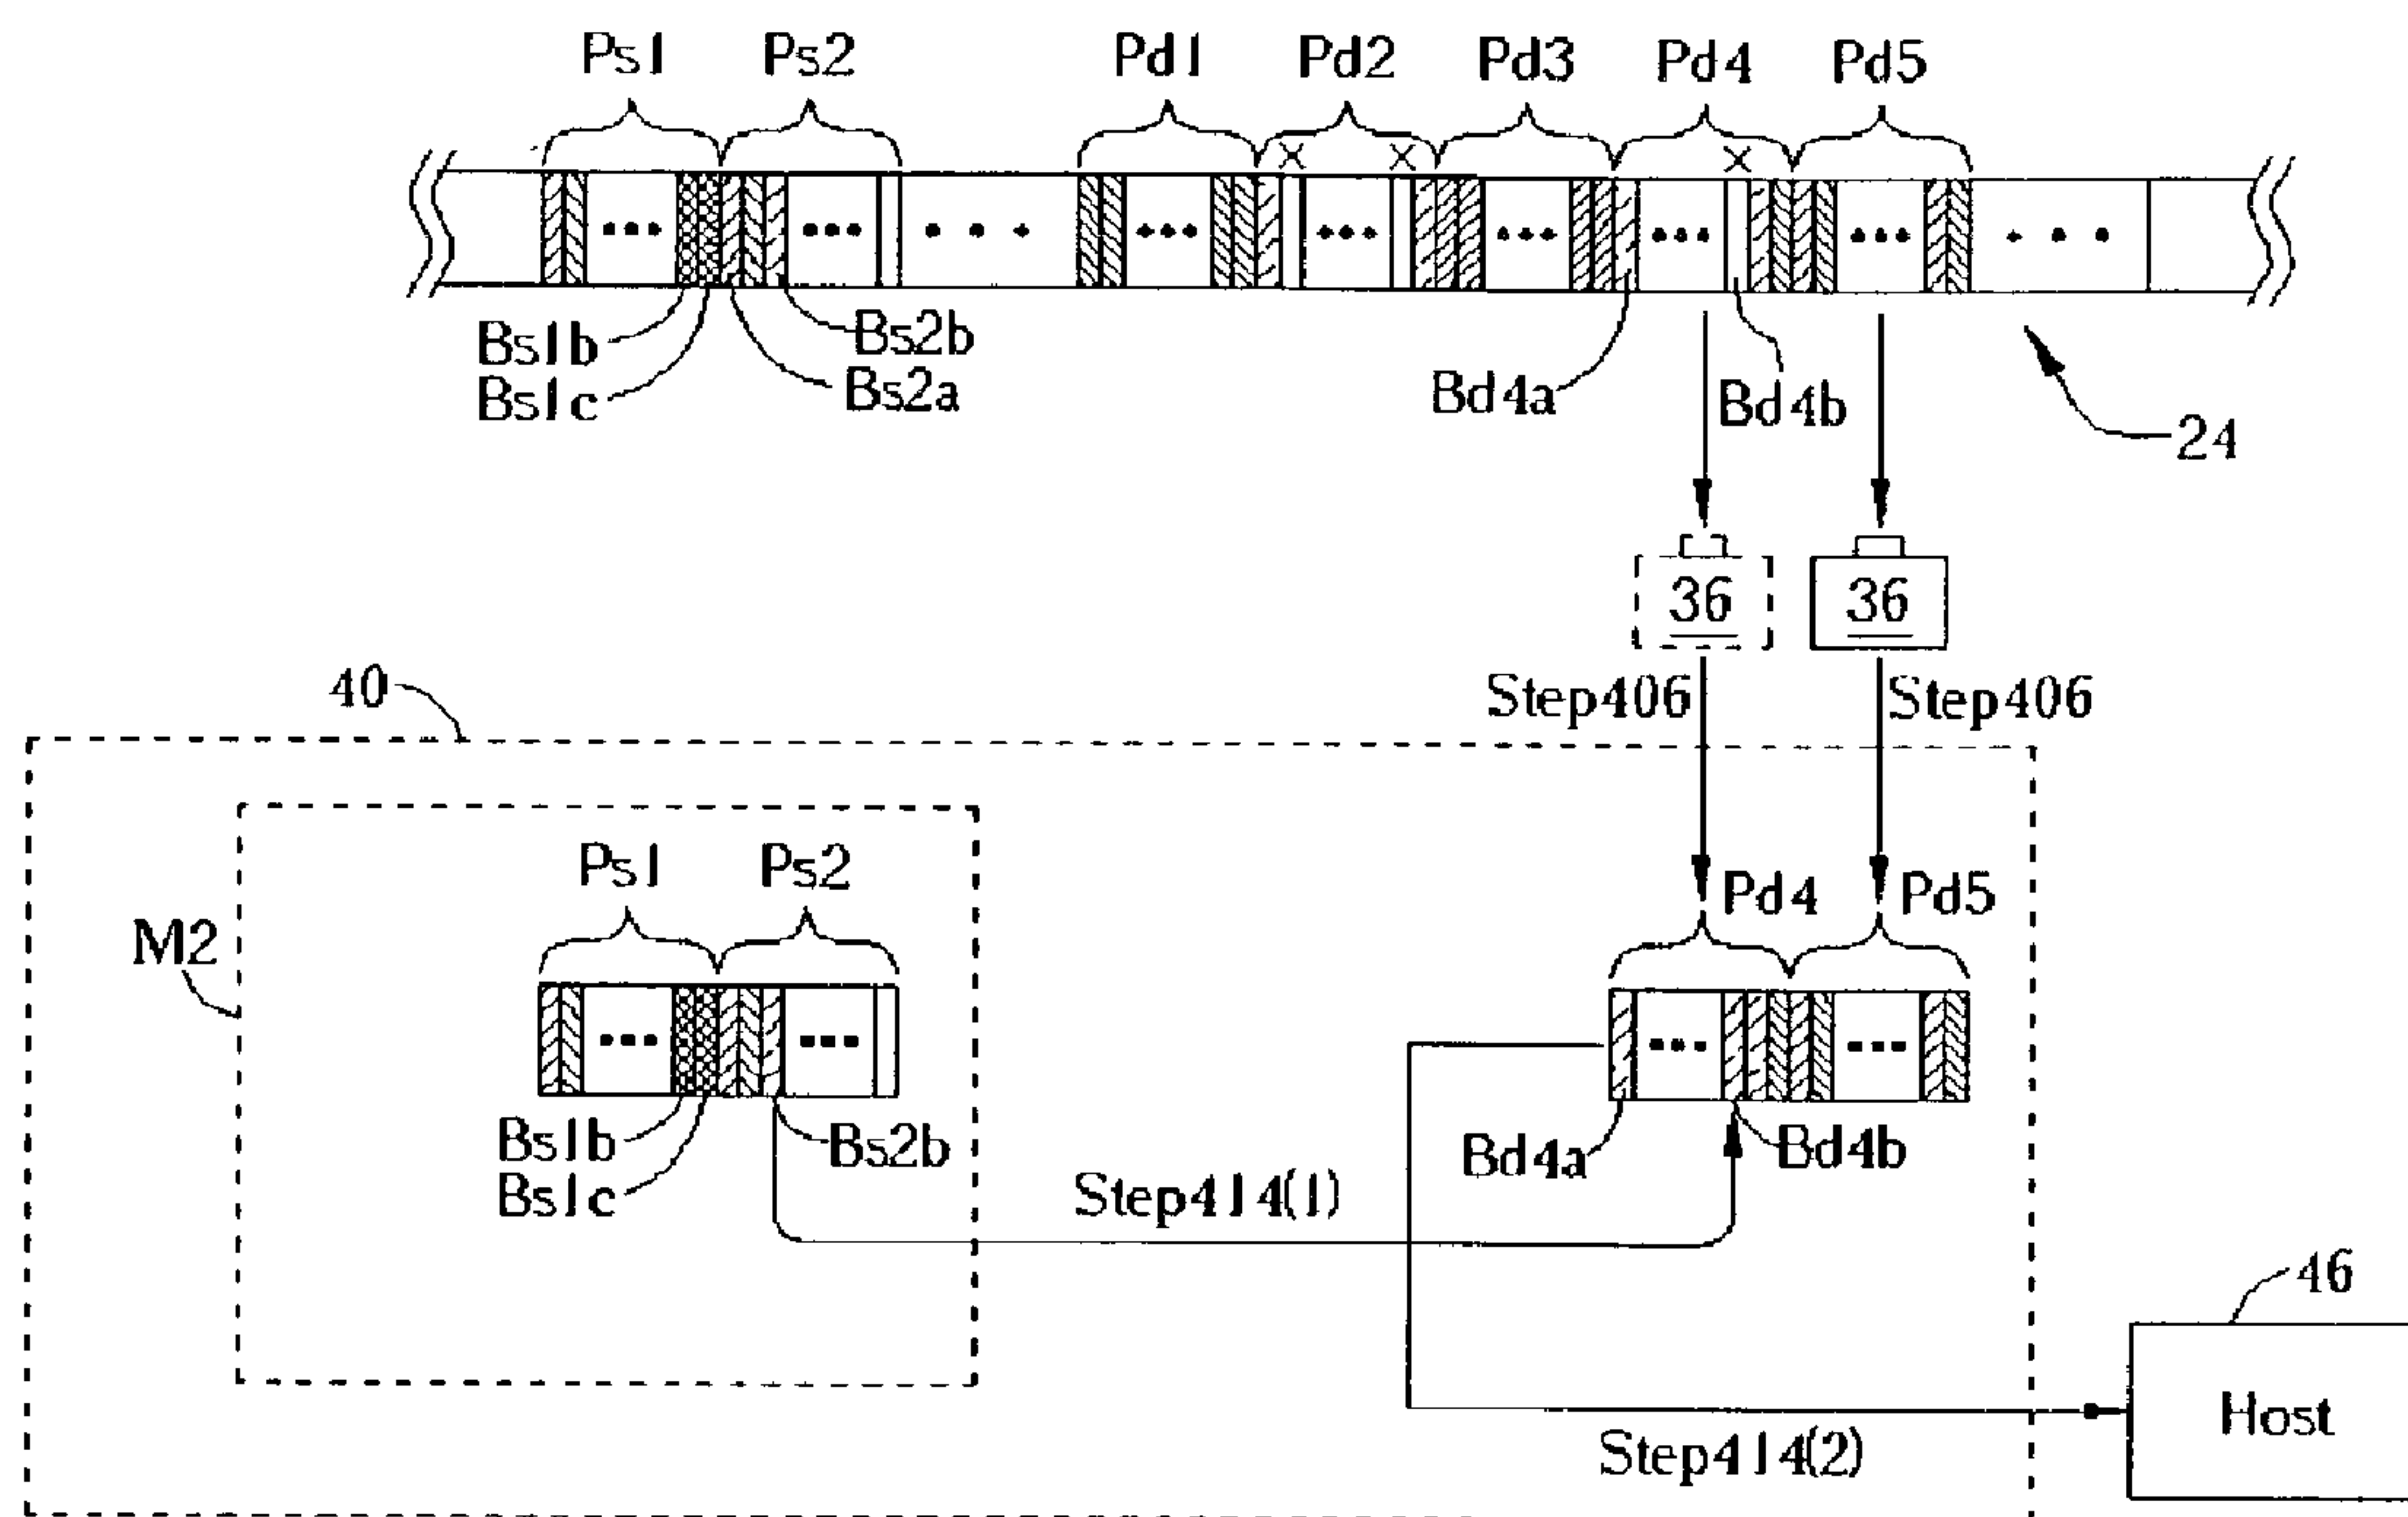 Ps1 Ps2 Pd1 Pd2 Pd3 Pd4 Pd5
Bs1b Bs2b
Bs1c Bs2a Bd4a Bd4b
24
36 36
Step406 Step406
40
Ps1 Ps2 Pd4 Pd5
M2
Bs1b Bs2b Bd4a Bd4b
Bs1c Step414(1)
46
Host
Step414(2)